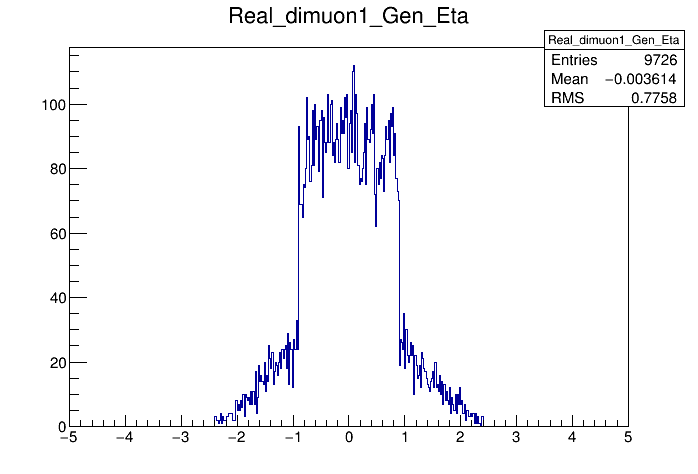 Real_dimuon1_Gen_Eta
Real_dimuon1_Gen_Eta
Entries 9726
Mean −0.003614
RMS 0.7758
100
80
60
40
20
0
−5 −4 −3 −2 −1 0 1 2 3 4 5